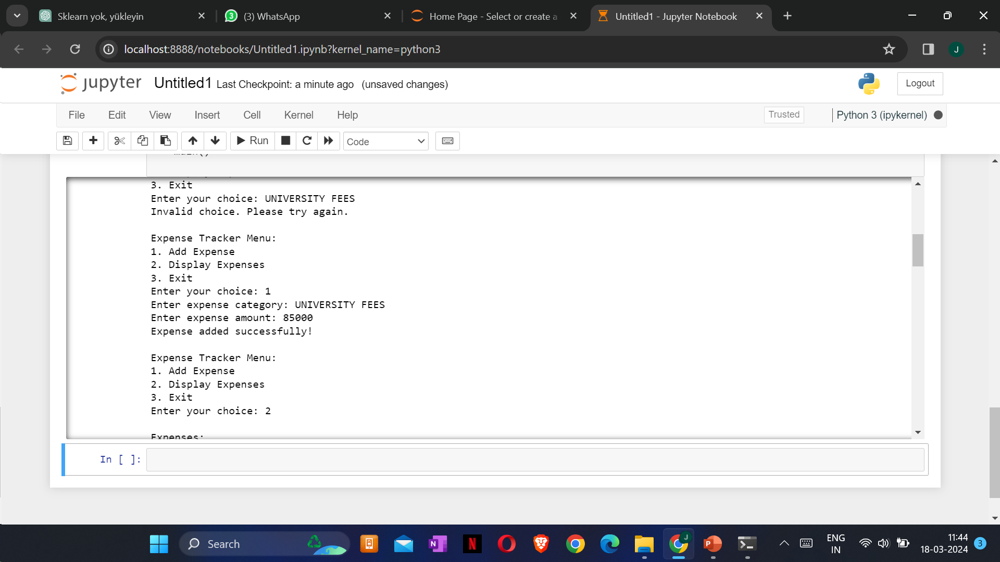 Sklearn yok, yükleyin
(3) WhatsApp
Home Page - Select or create a
Untitled1 - Jupyter Notebook
localhost:8888/notebooks/Untitled1.ipynb?kernel_name=python3
J
jupyter Untitled1 Last Checkpoint: a minute ago (unsaved changes)
Logout
File Edit View Insert Cell Kernel Help
Trusted
Python 3 (ipykernel)
Run
Code
3. Exit
Enter your choice: UNIVERSITY FEES
Invalid choice. Please try again.
Expense Tracker Menu:
1. Add Expense
2. Display Expenses
3. Exit
Enter your choice: 1
Enter expense category: UNIVERSITY FEES
Enter expense amount: 85000
Expense added successfully!
Expense Tracker Menu:
1. Add Expense
2. Display Expenses
3. Exit
Enter your choice: 2
Expenses:
In [ ]:
Search
ENG
IN
11:44
18-03-2024
3